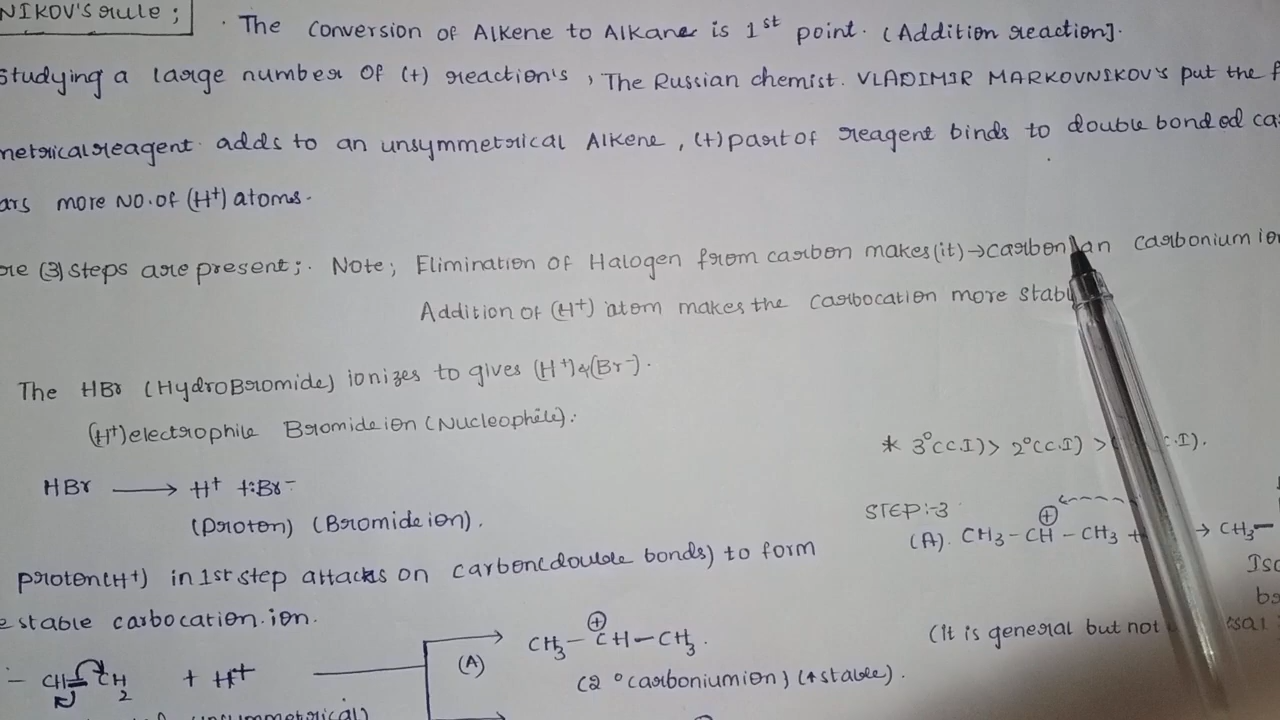 NIKOV'S rule;
The conversion of Alkene to Alkanes is 1st point. (Addition reaction].
Studying a large number of (+) reaction's, The Russian chemist. VLADIMIR MARKOVNIKOV's put the f
metricalreagent adds to an unsymmetrical Alkene, (+) part of reagent binds to double bonded ca
ars more NO.of (H+) atoms.
re (3) steps are present;. Note; Elimination of Halogen from carbon makes(it)→carbon an carbonium ion
Addition of (H+) atom makes the carbocation more stabl
The HBr (HydroBromide) ionizes to gives (H+)&(Br-).
(H+)electrophile Bromide ion (Nucleophile):
* 3°(C.I)> 2°(C.I) > C.I).
HBr → H+ +:Br-
(Proton) (Bromide ion).
STEP:-3
(A). CH3-CH-CH3 + → CH3-
⊕
proton(H+) in 1st step attacks on carbon(double bonds) to form
e stable carbocation.ion.
(It is general but not
- CH=CH2 + H+
(A)
⊕
CH3-CH-CH3.
(2° carboniumion) (↑stable).
unsymmetrical)